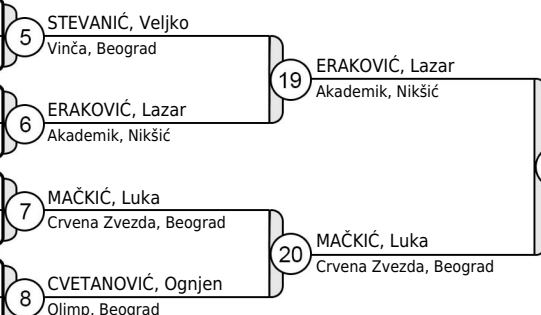 STEVANIĆ, Veljko
5
Vinča, Beograd
ERAKOVIĆ, Lazar
19
Akademik, Nikšić
ERAKOVIĆ, Lazar
6
Akademik, Nikšić
MAČKIĆ, Luka
7
Crvena Zvezda, Beograd
MAČKIĆ, Luka
20
Crvena Zvezda, Beograd
CVETANOVIĆ, Ognjen
8
Olimp, Beograd